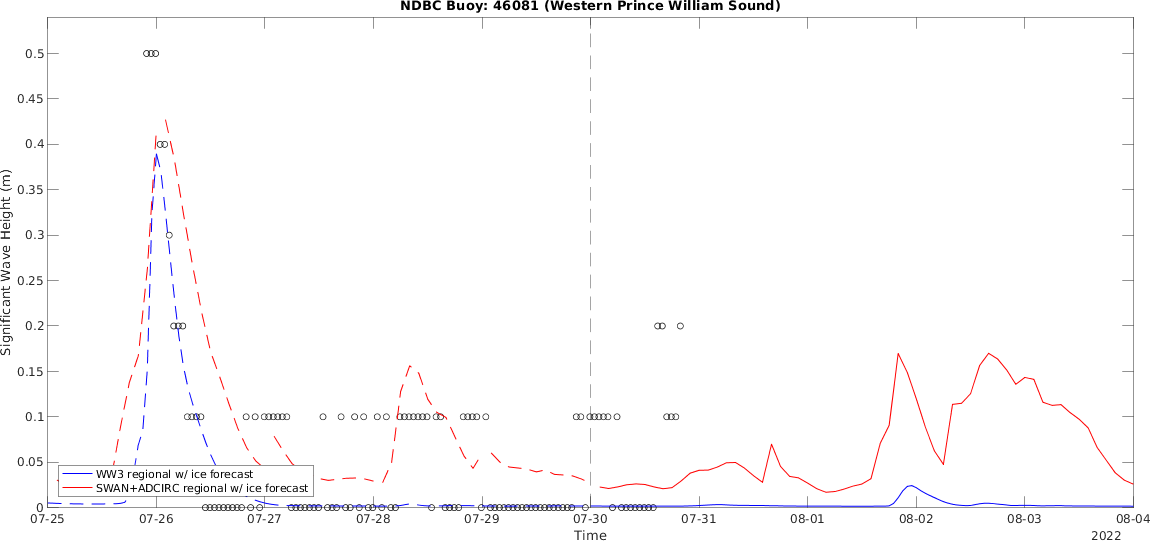 NDBC Buoy: 46081 (Western Prince William Sound)
Significant Wave Height (m)
0.5
0.45
0.4
0.35
0.3
0.25
0.2
0.15
0.1
0.05
0
WW3 regional w/ ice forecast
SWAN+ADCIRC regional w/ ice forecast
07-25 07-26 07-27 07-28 07-29 07-30 07-31 08-01 08-02 08-03 08-04
Time
2022